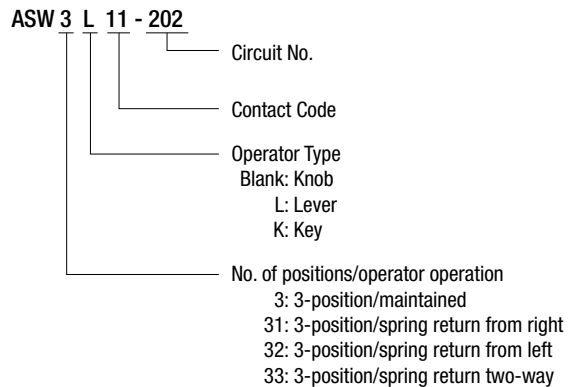 ASW 3 L 11 - 202
Circuit No.
Contact Code
Operator Type
Blank: Knob
L: Lever
K: Key
No. of positions/operator operation
3: 3-position/maintained
31: 3-position/spring return from right
32: 3-position/spring return from left
33: 3-position/spring return two-way